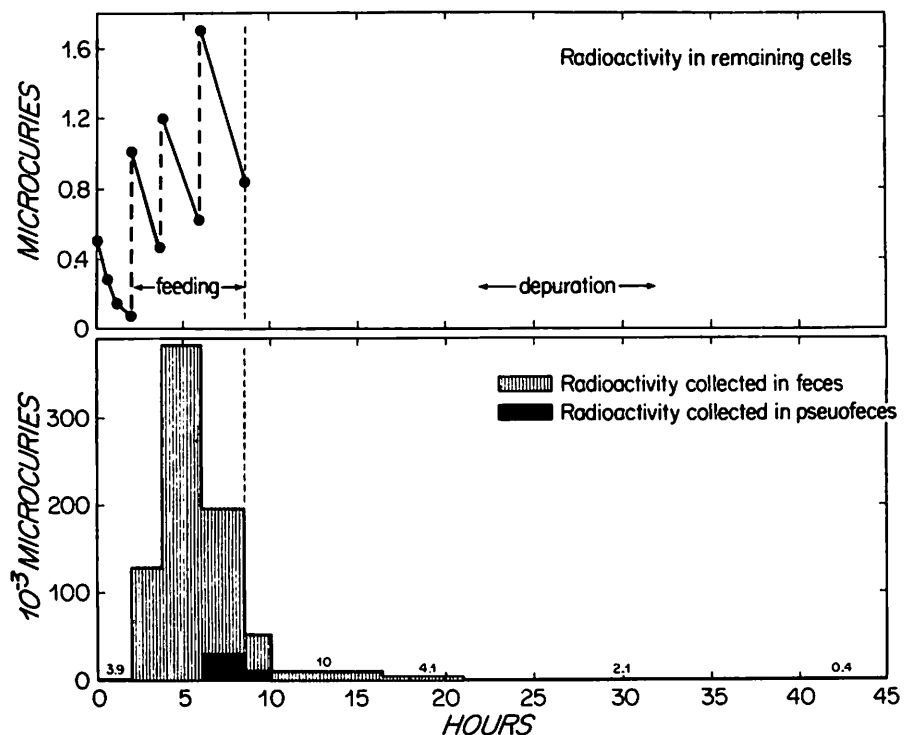 MICROCURIES
1.6
1.2
0.8
0.4
0
Radioactivity in remaining cells
feeding
depuration
10⁻³ MICROCURIES
300
200
100
0
Radioactivity collected in feces
Radioactivity collected in pseuofeces
3.9
10
4.1
2.1
0.4
0 5 10 15 20 25 30 35 40 45
HOURS